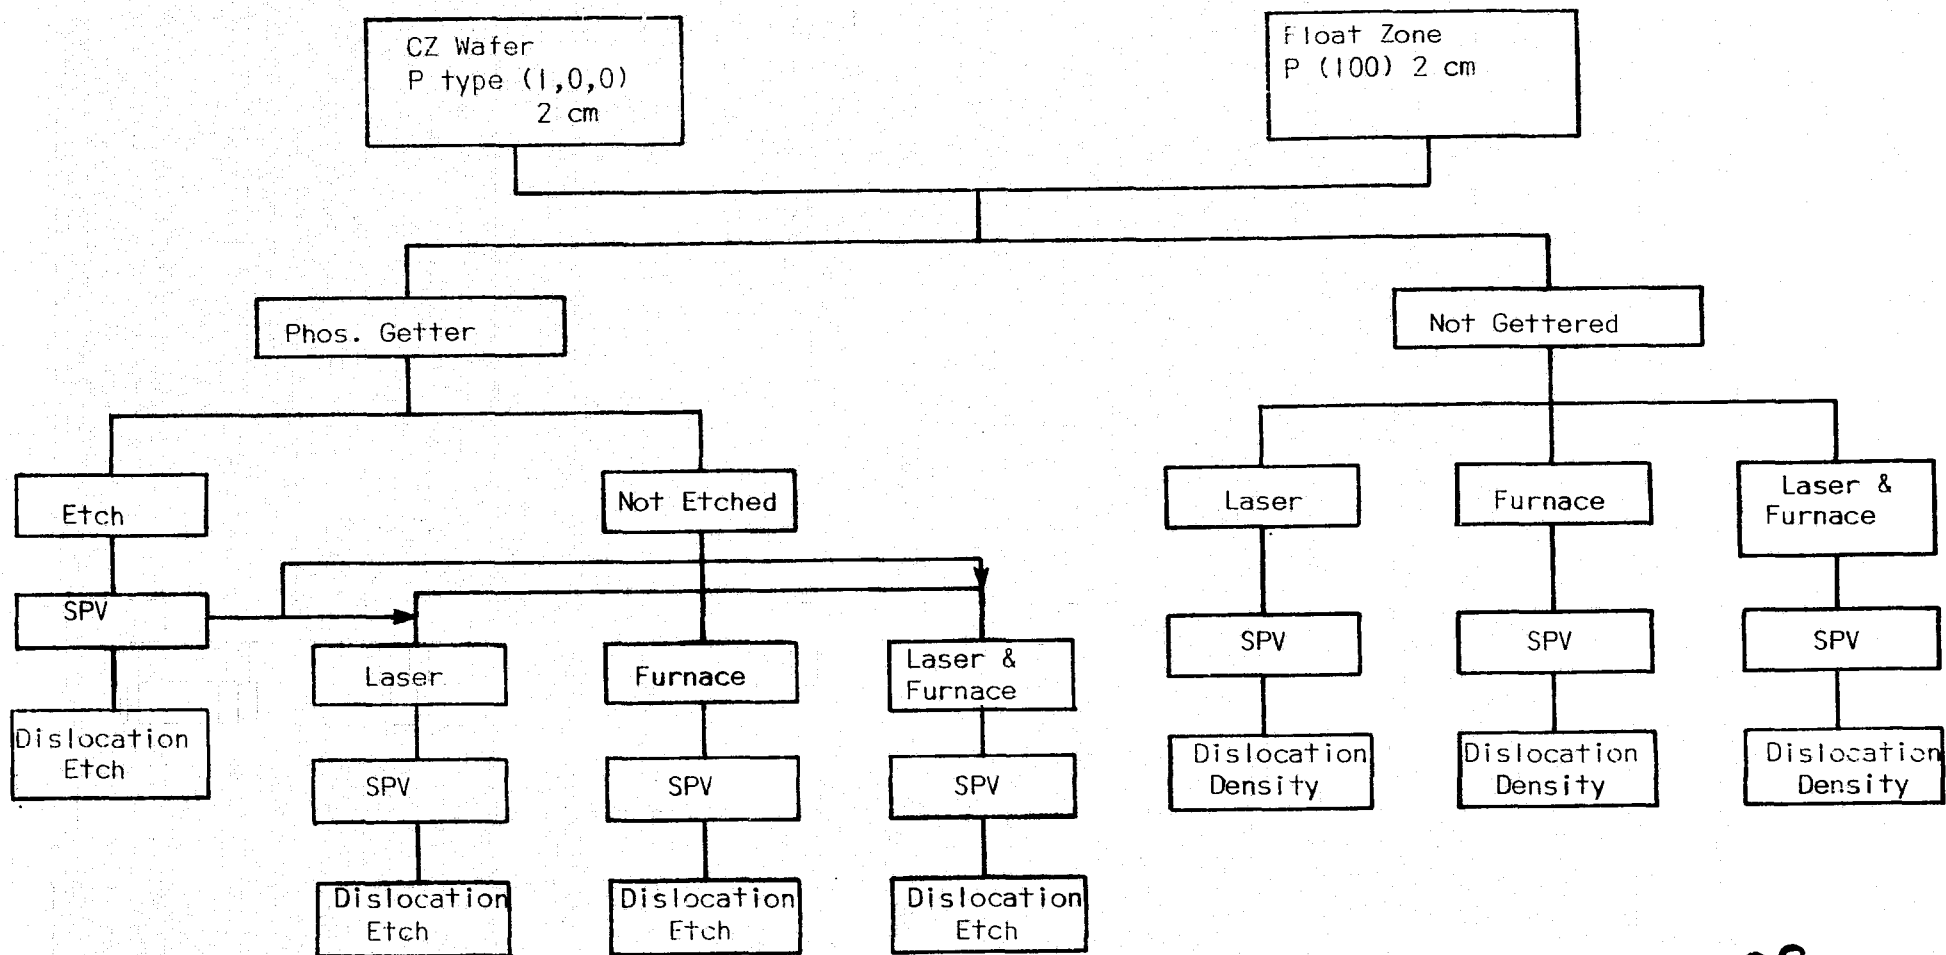 CZ Wafer
P type (1,0,0)
2 cm
Float Zone
P (100) 2 cm
Phos. Getter
Not Gettered
Etch
Not Etched
Laser
Furnace
Laser &
Furnace
SPV
Laser
Furnace
Laser &
Furnace
SPV
SPV
SPV
Dislocation
Etch
SPV
SPV
SPV
Dislocation
Density
Dislocation
Density
Dislocation
Density
Dislocation
Etch
Dislocation
Etch
Dislocation
Etch